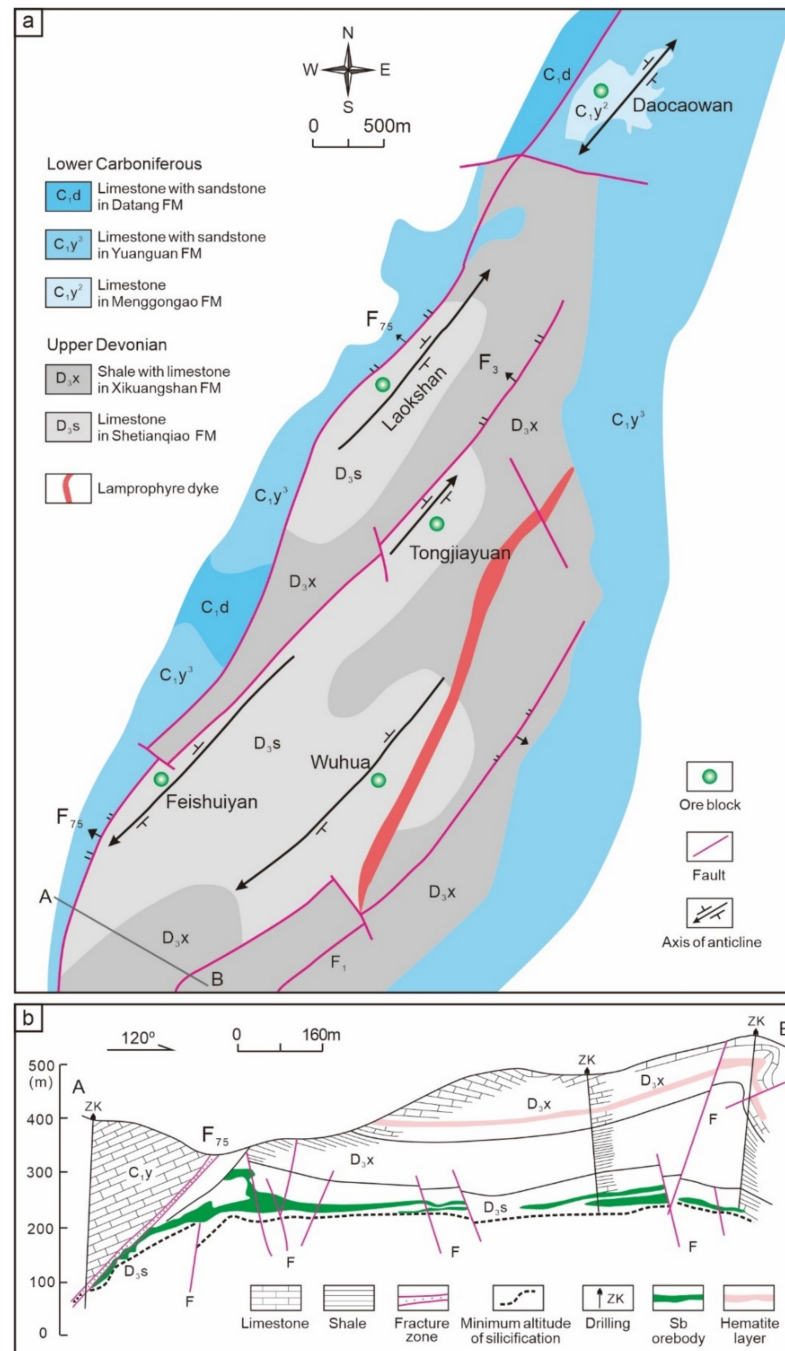 a
N
W E
S
0 500m
Lower Carboniferous
C₁d Limestone with sandstone
in Datang FM
C₁y³ Limestone with sandstone
in Yuanguan FM
C₁y² Limestone
in Menggongao FM
Upper Devonian
D₃x Shale with limestone
in Xikuangshan FM
D₃s Limestone
in Shetianqiao FM
Lamprophyre dyke
C₁d
C₁y²
Daocaowan
F₇₅
Laokshan
F₃
D₃x
C₁y³
D₃s
C₁y³
Tongjiayuan
D₃x
C₁d
C₁y³
D₃s
Wuhua
Feishuiyan
F₇₅
A
D₃x
B
F₁
D₃x
Ore block
Fault
Axis of anticline
b
120º
0 160m
500
(m)
400
300
200
100
0
A
ZK
F₇₅
C₁y
D₃s
F
F
D₃x
F
D₃x
ZK
D₃s
D₃x
F
F
ZK
F
B
Limestone
Shale
Fracture
zone
Minimum altitude
of silicification
ZK
Drilling
Sb
orebody
Hematite
layer